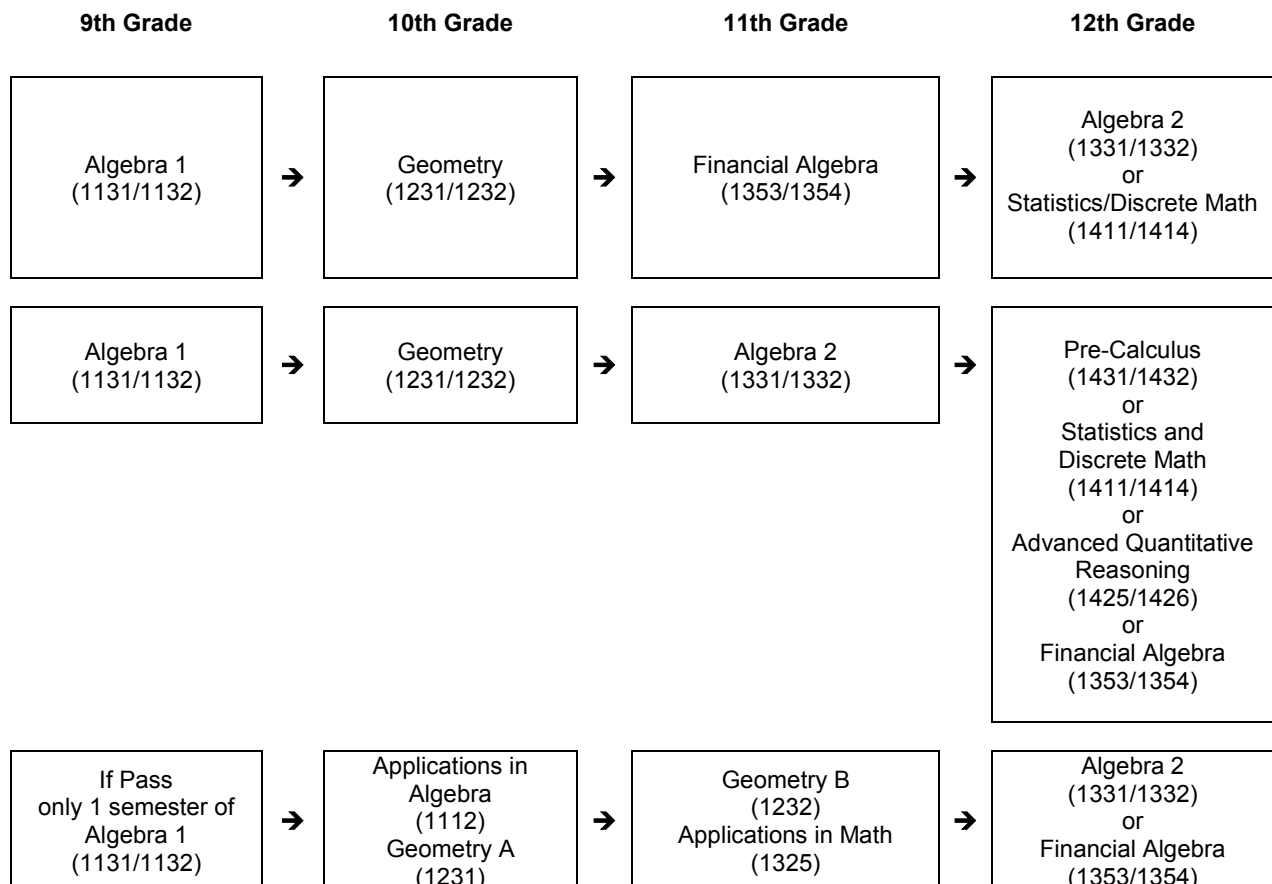 9th Grade
10th Grade
11th Grade
12th Grade
Algebra 1
(1131/1132)
➔
Geometry
(1231/1232)
➔
Financial Algebra
(1353/1354)
➔
Algebra 2
(1331/1332)
or
Statistics/Discrete Math
(1411/1414)
Algebra 1
(1131/1132)
➔
Geometry
(1231/1232)
➔
Algebra 2
(1331/1332)
➔
Pre-Calculus
(1431/1432)
or
Statistics and
Discrete Math
(1411/1414)
or
Advanced Quantitative
Reasoning
(1425/1426)
or
Financial Algebra
(1353/1354)
If Pass
only 1 semester of
Algebra 1
(1131/1132)
➔
Applications in
Algebra
(1112)
Geometry A
(1231)
➔
Geometry B
(1232)
Applications in Math
(1325)
➔
Algebra 2
(1331/1332)
or
Financial Algebra
(1353/1354)